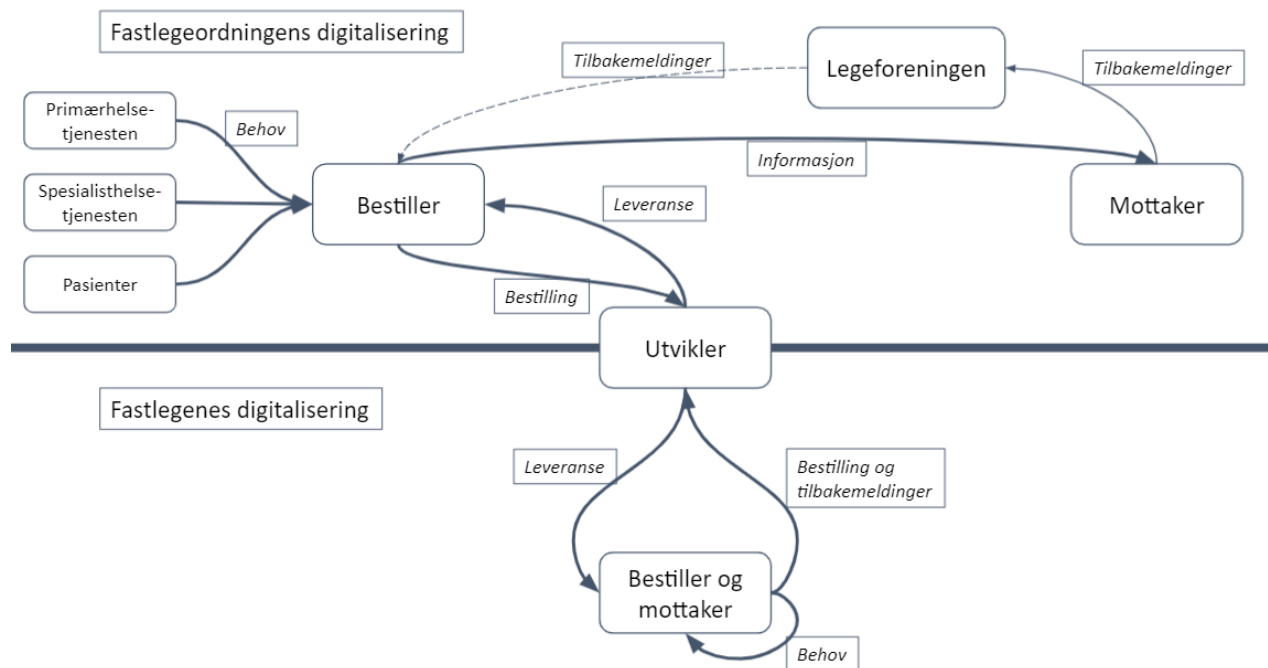 Fastlegeordningens digitalisering
Tilbakemeldinger
Legeforeningen
Tilbakemeldinger
Primærhelse-
tjenesten
Behov
Informasjon
Spesialisthelse-
tjenesten
Bestiller
Leveranse
Mottaker
Pasienter
Bestilling
Utvikler
Fastlegenes digitalisering
Leveranse
Bestilling og
tilbakemeldinger
Bestiller og
mottaker
Behov